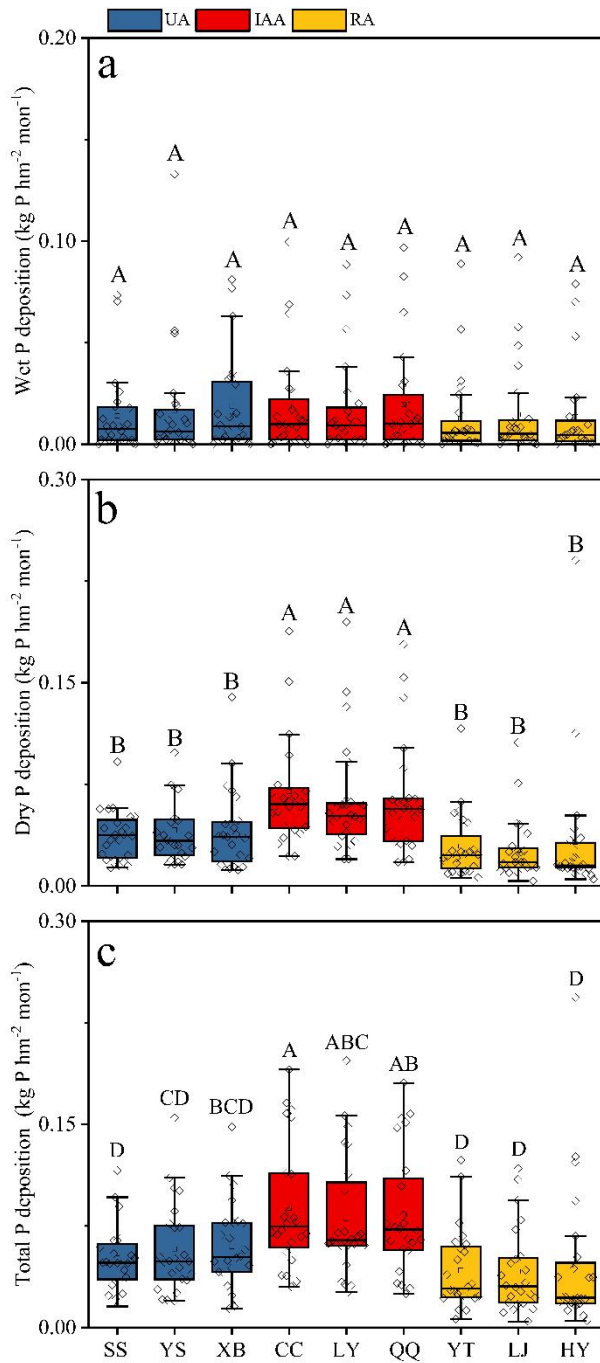 UA IAA RA
0.20
a
A A A A A A A A A
0.10
0.00
Wet P deposition (kg P hm⁻² mon⁻¹)
0.30
b
B B B A A A B B B
0.15
0.00
Dry P deposition (kg P hm⁻² mon⁻¹)
0.30
c
D CD BCD A ABC AB D D D
0.15
0.00
Total P deposition (kg P hm⁻² mon⁻¹)
SS YS XB CC LY QQ YT LJ HY